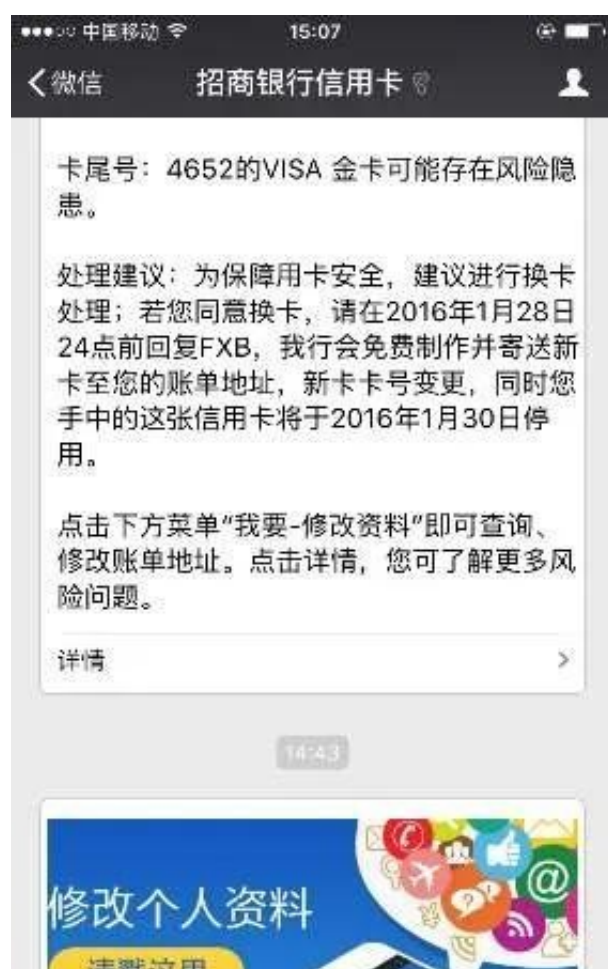 中国移动 15:07
微信 招商银行信用卡
卡尾号：4652的VISA 金卡可能存在风险隐
患。
处理建议：为保障用卡安全，建议进行换卡
处理；若您同意换卡，请在2016年1月28日
24点前回复FXB，我行会免费制作并寄送新
卡至您的账单地址，新卡卡号变更，同时您
手中的这张信用卡将于2016年1月30日停
用。
点击下方菜单“我要-修改资料”即可查询、
修改账单地址。点击详情，您可了解更多风
险问题。
详情
14:43
修改个人资料
请戳这里